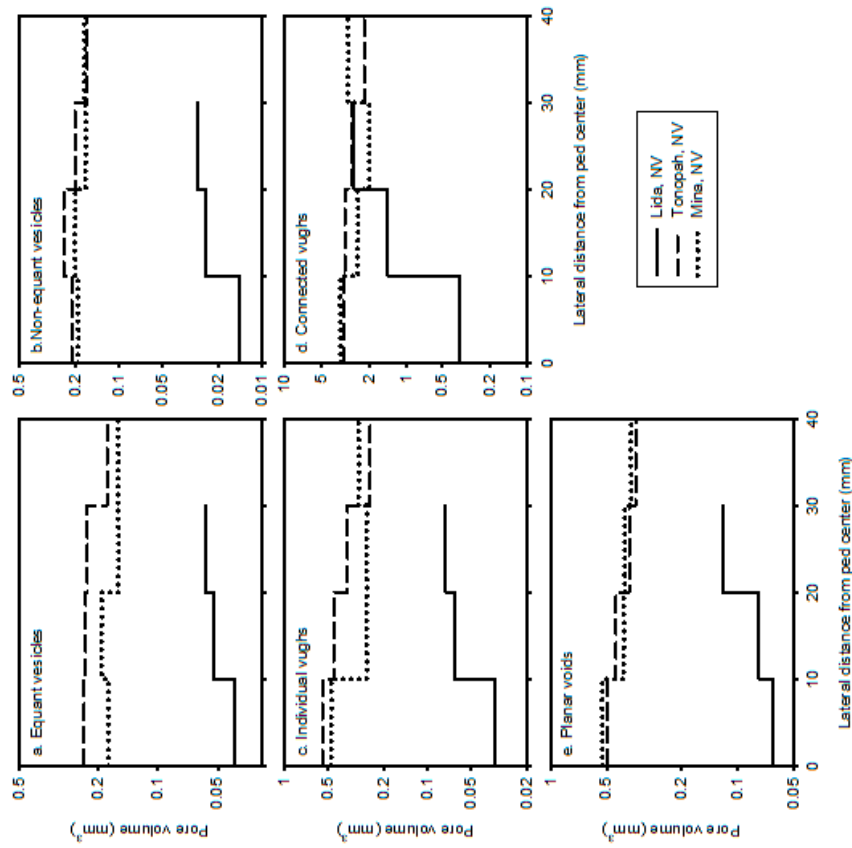 a. Equant vesicles
Pore volume (mm³)
0.5
0.2
0.1
0.05
b.Non-equant vesicles
0.5
0.2
0.1
0.05
0.02
0.01
c. Individual vughs
Pore volume (mm³)
1
0.5
0.2
0.1
0.05
0.02
d. Connected vughs
10
5
2
1
0.5
0.2
0.1
0 10 20 30 40
Lateral distance from ped center (mm)
e. Planar voids
Pore volume (mm³)
1
0.5
0.2
0.1
0.05
0 10 20 30 40
Lateral distance from ped center (mm)
Lida, NV
Tonopah, NV
Mina, NV